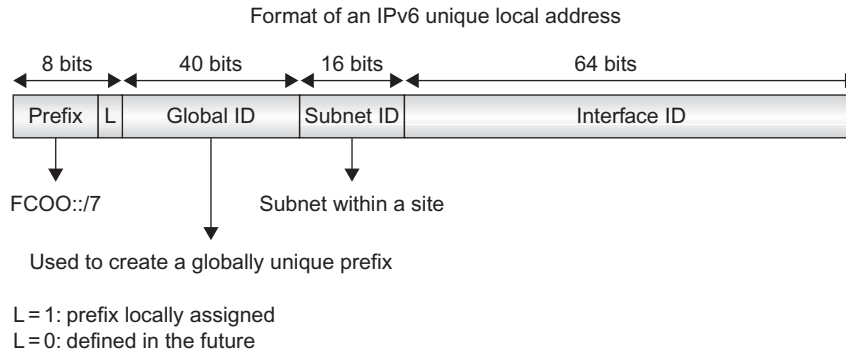 Format of an IPv6 unique local address
8 bits 40 bits 16 bits 64 bits
Prefix L Global ID Subnet ID Interface ID
FCOO::/7 Subnet within a site
Used to create a globally unique prefix
L = 1: prefix locally assigned
L = 0: defined in the future